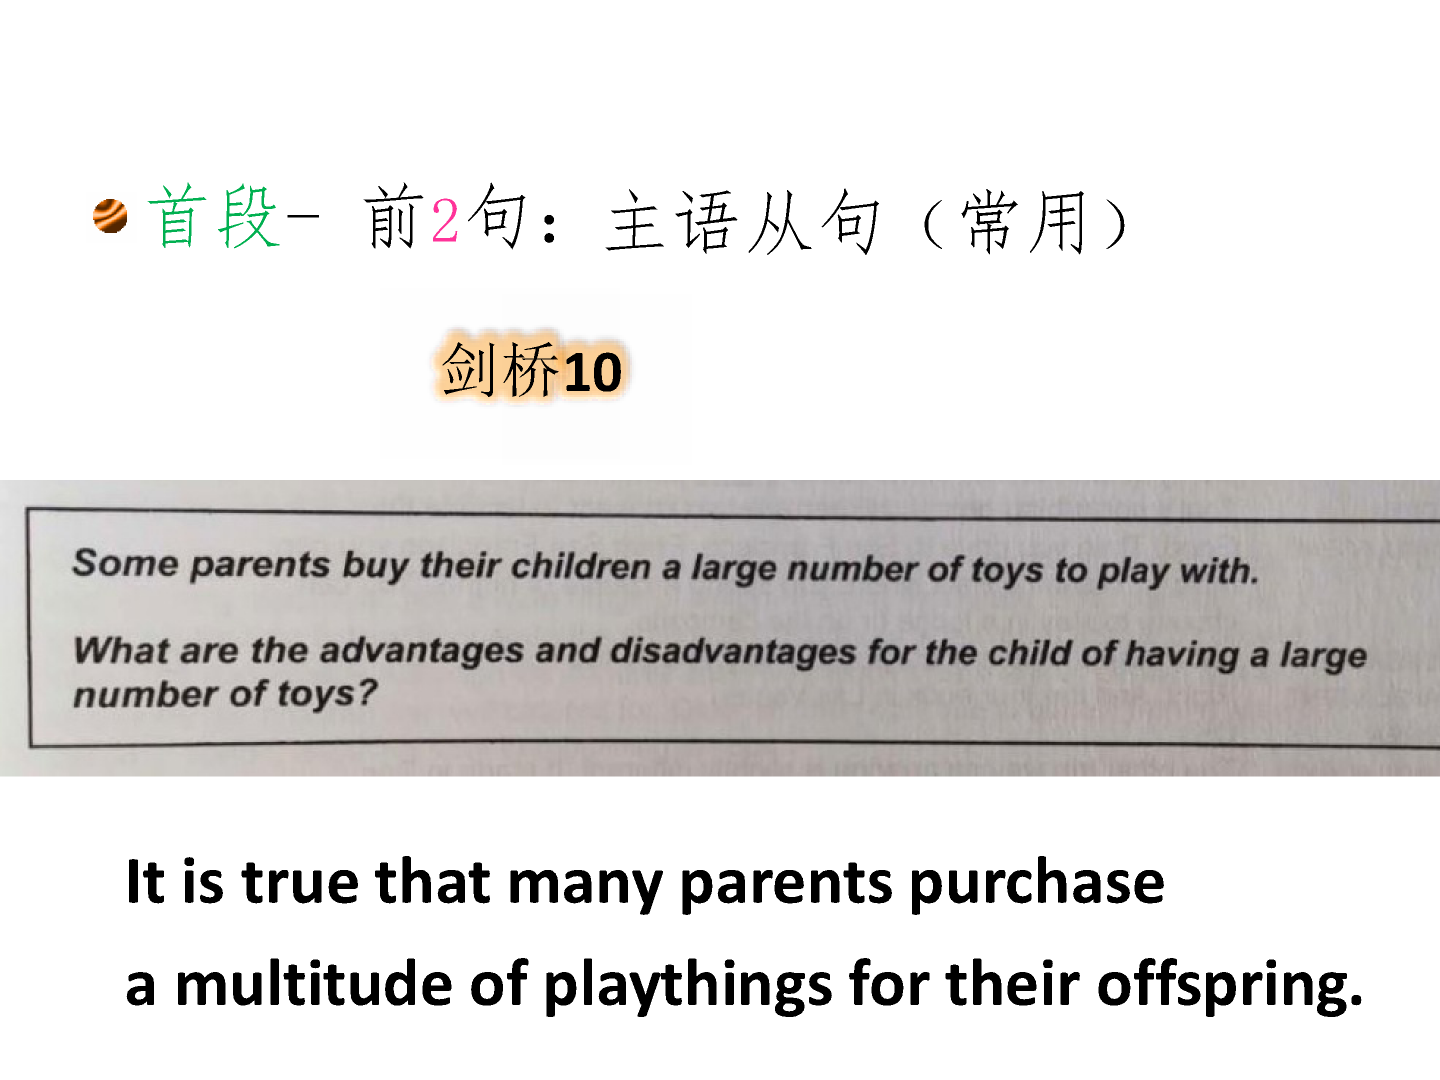 首段- 前2句：主语从句（常用）
剑桥10
Some parents buy their children a large number of toys to play with.
What are the advantages and disadvantages for the child of having a large
number of toys?
It is true that many parents purchase
a multitude of playthings for their offspring.